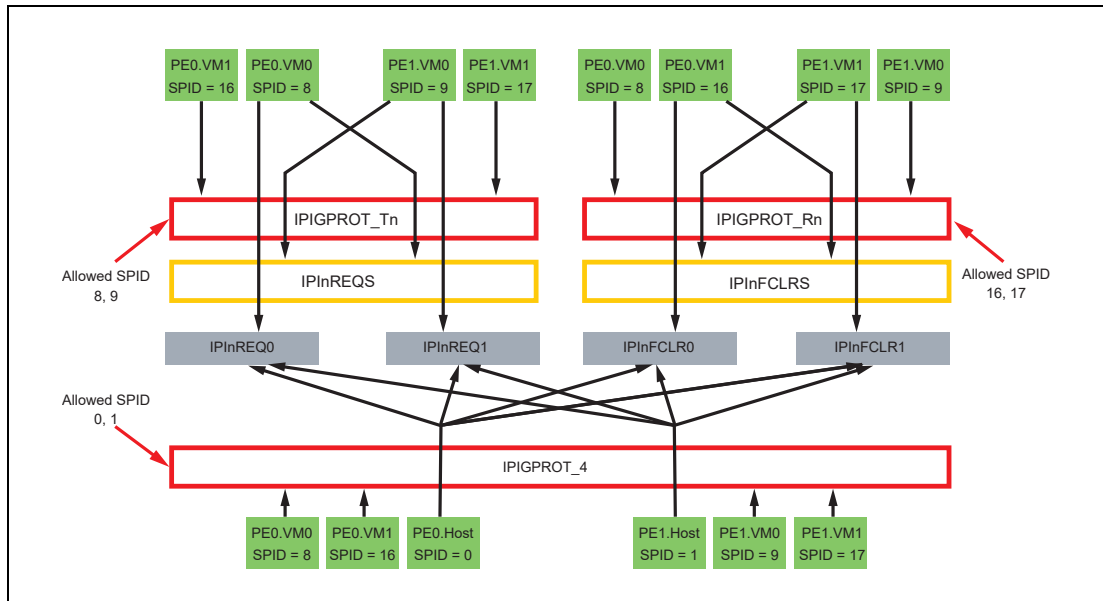 PE0.VM1
SPID = 16
PE0.VM0
SPID = 8
PE1.VM0
SPID = 9
PE1.VM1
SPID = 17
PE0.VM0
SPID = 8
PE0.VM1
SPID = 16
PE1.VM1
SPID = 17
PE1.VM0
SPID = 9
IPIGPROT_Tn
IPIGPROT_Rn
Allowed SPID
8, 9
IPInREQS
IPInFCLRS
Allowed SPID
16, 17
IPInREQ0
IPInREQ1
IPInFCLR0
IPInFCLR1
Allowed SPID
0, 1
IPIGPROT_4
PE0.VM0
SPID = 8
PE0.VM1
SPID = 16
PE0.Host
SPID = 0
PE1.Host
SPID = 1
PE1.VM0
SPID = 9
PE1.VM1
SPID = 17